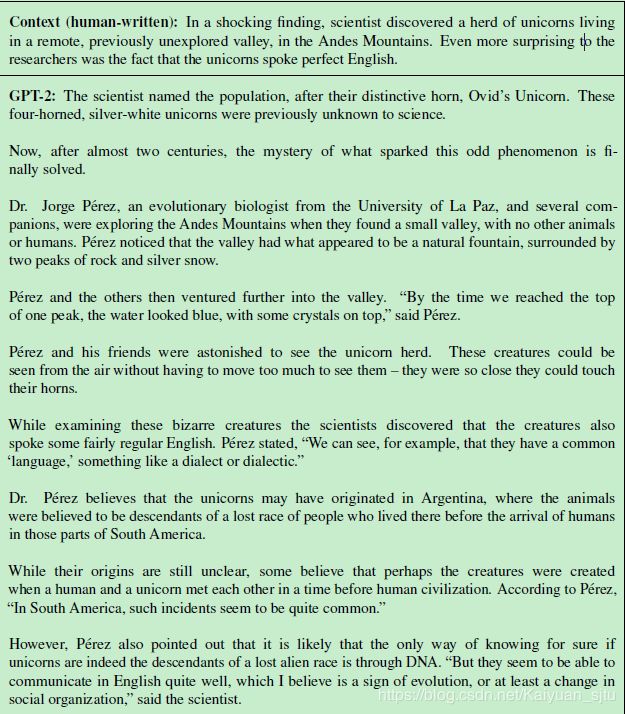 Context (human-written): In a shocking finding, scientist discovered a herd of unicorns living
in a remote, previously unexplored valley, in the Andes Mountains. Even more surprising to the
researchers was the fact that the unicorns spoke perfect English.
GPT-2: The scientist named the population, after their distinctive horn, Ovid's Unicorn. These
four-horned, silver-white unicorns were previously unknown to science.
Now, after almost two centuries, the mystery of what sparked this odd phenomenon is fi-
nally solved.
Dr. Jorge Pérez, an evolutionary biologist from the University of La Paz, and several com-
panions, were exploring the Andes Mountains when they found a small valley, with no other animals
or humans. Pérez noticed that the valley had what appeared to be a natural fountain, surrounded by
two peaks of rock and silver snow.
Pérez and the others then ventured further into the valley. “By the time we reached the top
of one peak, the water looked blue, with some crystals on top,” said Pérez.
Pérez and his friends were astonished to see the unicorn herd. These creatures could be
seen from the air without having to move too much to see them – they were so close they could touch
their horns.
While examining these bizarre creatures the scientists discovered that the creatures also
spoke some fairly regular English. Pérez stated, “We can see, for example, that they have a common
‘language,’ something like a dialect or dialectic.”
Dr. Pérez believes that the unicorns may have originated in Argentina, where the animals
were believed to be descendants of a lost race of people who lived there before the arrival of humans
in those parts of South America.
While their origins are still unclear, some believe that perhaps the creatures were created
when a human and a unicorn met each other in a time before human civilization. According to Pérez,
“In South America, such incidents seem to be quite common.”
However, Pérez also pointed out that it is likely that the only way of knowing for sure if
unicorns are indeed the descendants of a lost alien race is through DNA. “But they seem to be able to
communicate in English quite well, which I believe is a sign of evolution, or at least a change in
social organization,” said the scientist.
https://blog.csdn.net/Kaiyuan_sjtu